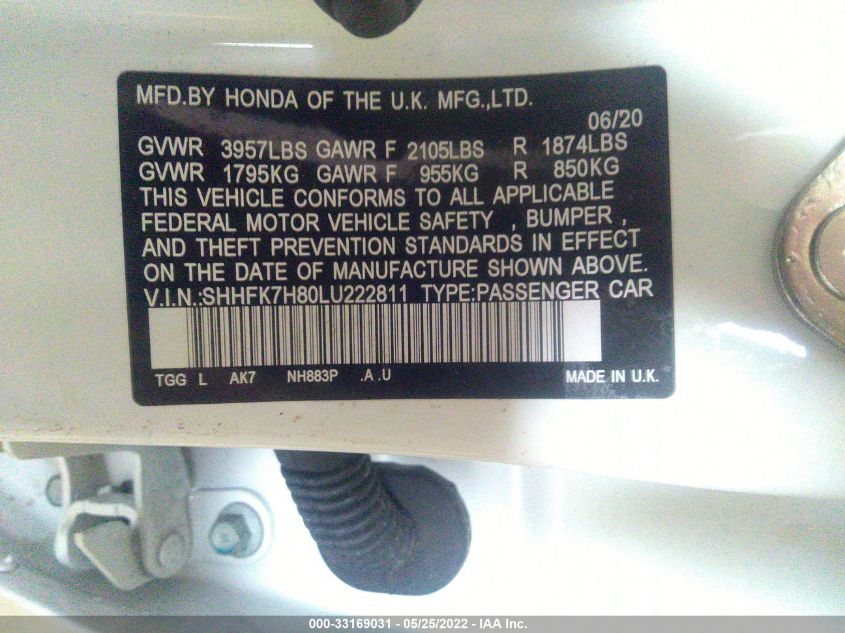 MFD.BY HONDA OF THE U.K. MFG.,LTD.
06/20
GVWR 3957LBS GAWR F 2105LBS R 1874LBS
GVWR 1795KG GAWR F 955KG R 850KG
THIS VEHICLE CONFORMS TO ALL APPLICABLE
FEDERAL MOTOR VEHICLE SAFETY , BUMPER ,
AND THEFT PREVENTION STANDARDS IN EFFECT
ON THE DATE OF MANUFACTURE SHOWN ABOVE.
V.I.N.:SHHFK7H80LU222811 TYPE:PASSENGER CAR
TGG L AK7 NH883P .A .U MADE IN U.K.
000-33169031 - 05/25/2022 - IAA Inc.